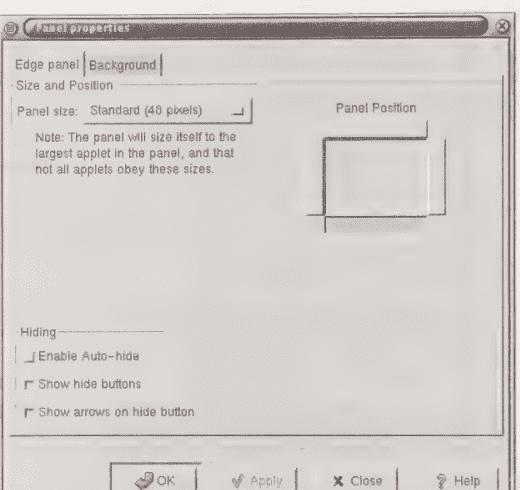 Panel properties
Edge panel Background
Size and Position
Panel size: Standard (48 pixels)
Panel Position
Note: The panel will size itself to the
largest applet in the panel, and that
not all applets obey these sizes.
Hiding
Enable Auto-hide
Show hide buttons
Show arrows on hide button
OK Apply Close Help